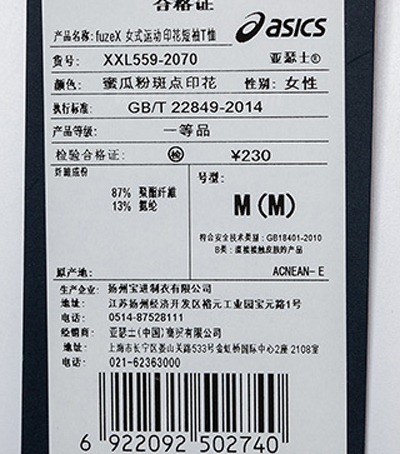 合格证
asics
亚瑟士®
产品名称: fuzeX 女式运动印花短袖T恤
货号: XXL559-2070
颜色: 蜜瓜粉斑点印花 性别: 女性
执行标准: GB/T 22849-2014
产品等级: 一等品
检验合格证: 检 ¥230
纤维成份
87% 聚酯纤维
13% 氨纶
号型:
M(M)
符合安全技术类别: GB18401-2010
B类: 直接接触皮肤的产品
原产地: ACNEAN-E
生产企业: 扬州宝进制衣有限公司
地址: 江苏扬州经济开发区裕元工业园宝元路1号
电话: 0514-87528111
经销商: 亚瑟士(中国)商贸有限公司
地址: 上海市长宁区娄山关路533号金虹桥国际中心2座 2108室
电话: 021-62363000
6 922092 502740